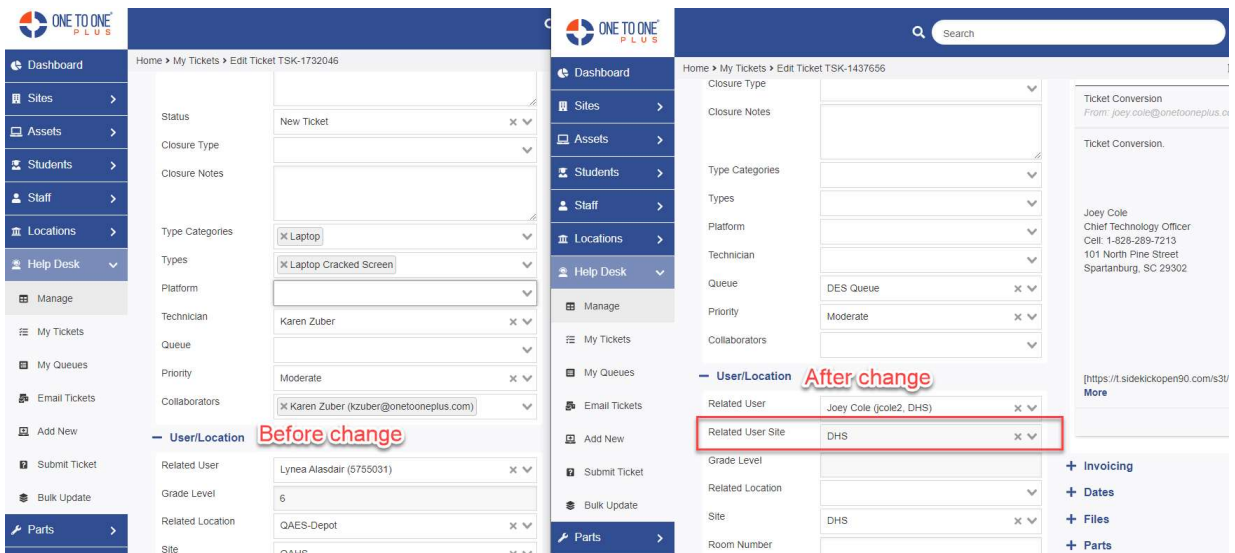 ONE TO ONE
PLUS
Dashboard
Sites
Assets
Students
Staff
Locations
Help Desk
Manage
My Tickets
My Queues
Email Tickets
Add New
Submit Ticket
Bulk Update
Parts
Home > My Tickets > Edit Ticket TSK-1732046
Status New Ticket
Closure Type
Closure Notes
Type Categories Laptop
Types Laptop Cracked Screen
Platform
Technician Karen Zuber
Queue
Priority Moderate
Collaborators Karen Zuber (kzuber@onetooneplus.com)
User/Location Before change
Related User Lynea Alasdair (5755031)
Grade Level 6
Related Location QAES-Depot
Site
ONE TO ONE
PLUS
Search
Dashboard
Sites
Assets
Students
Staff
Locations
Help Desk
Manage
My Tickets
My Queues
Email Tickets
Add New
Submit Ticket
Bulk Update
Parts
Home > My Tickets > Edit Ticket TSK-1437656
Closure Type
Closure Notes
Type Categories
Types
Platform
Technician
Queue DES Queue
Priority Moderate
Collaborators
User/Location After change
Related User Joey Cole (jcole2, DHS)
Related User Site DHS
Grade Level
Related Location
Site DHS
Room Number
Ticket Conversion
From: joey.cole@onetooneplus.c
Ticket Conversion.
Joey Cole
Chief Technology Officer
Cell: 1-828-289-7213
101 North Pine Street
Spartanburg, SC 29302
[https://t.sidekickopen90.com/s3t/
More
Invoicing
Dates
Files
Parts